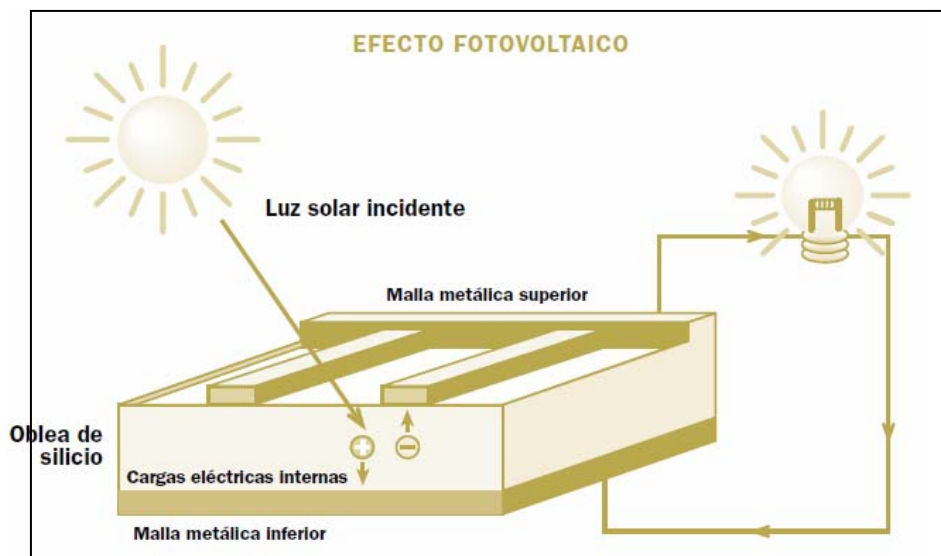 EFECTO FOTOVOLTAICO
Luz solar incidente
Malla metálica superior
Oblea de
silicio
Cargas eléctricas internas
Malla metálica inferior